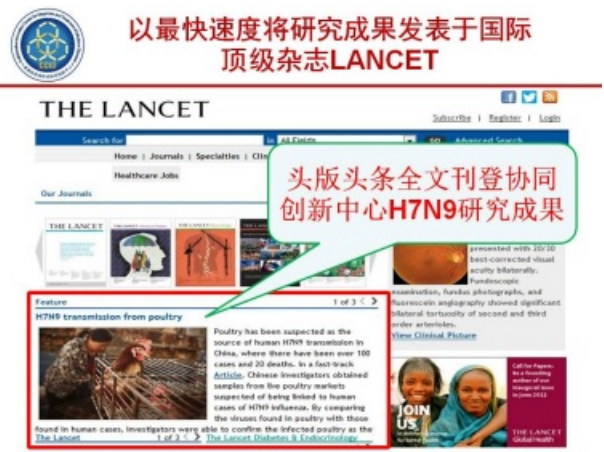 以最快速度将研究成果发表于国际
顶级杂志LANCET
THE LANCET
Subscribe | Register | Login
Search for in All Fields GO Advanced Search
Home | Journals | Specialties |
Healthcare Jobs
头版头条全文刊登协同
创新中心H7N9研究成果
Our Journals
THE LANCET
presented with 20/30
best-corrected visual
acuity bilaterally.
Fundoscopic
examination, fundus photographs, and
fluorescein angiography showed significant
bilateral tortuosity of second and third
order arterioles.
View Clinical Picture
Feature 1 of 3
H7N9 transmission from poultry
Poultry has been suspected as the
source of human H7N9 transmission in
China, where there have been over 100
cases and 20 deaths. In a fast-track
Article, Chinese investigators obtained
samples from live poultry markets
suspected of being linked to human
cases of H7N9 influenza. By comparing
the viruses found in poultry with those
found in human cases, investigators were able to confirm the infected poultry as the
The Lancet 1 of 3 The Lancet Diabetes & Endocrinology
JOIN
US
Call for Papers:
THE LANCET
Global Health